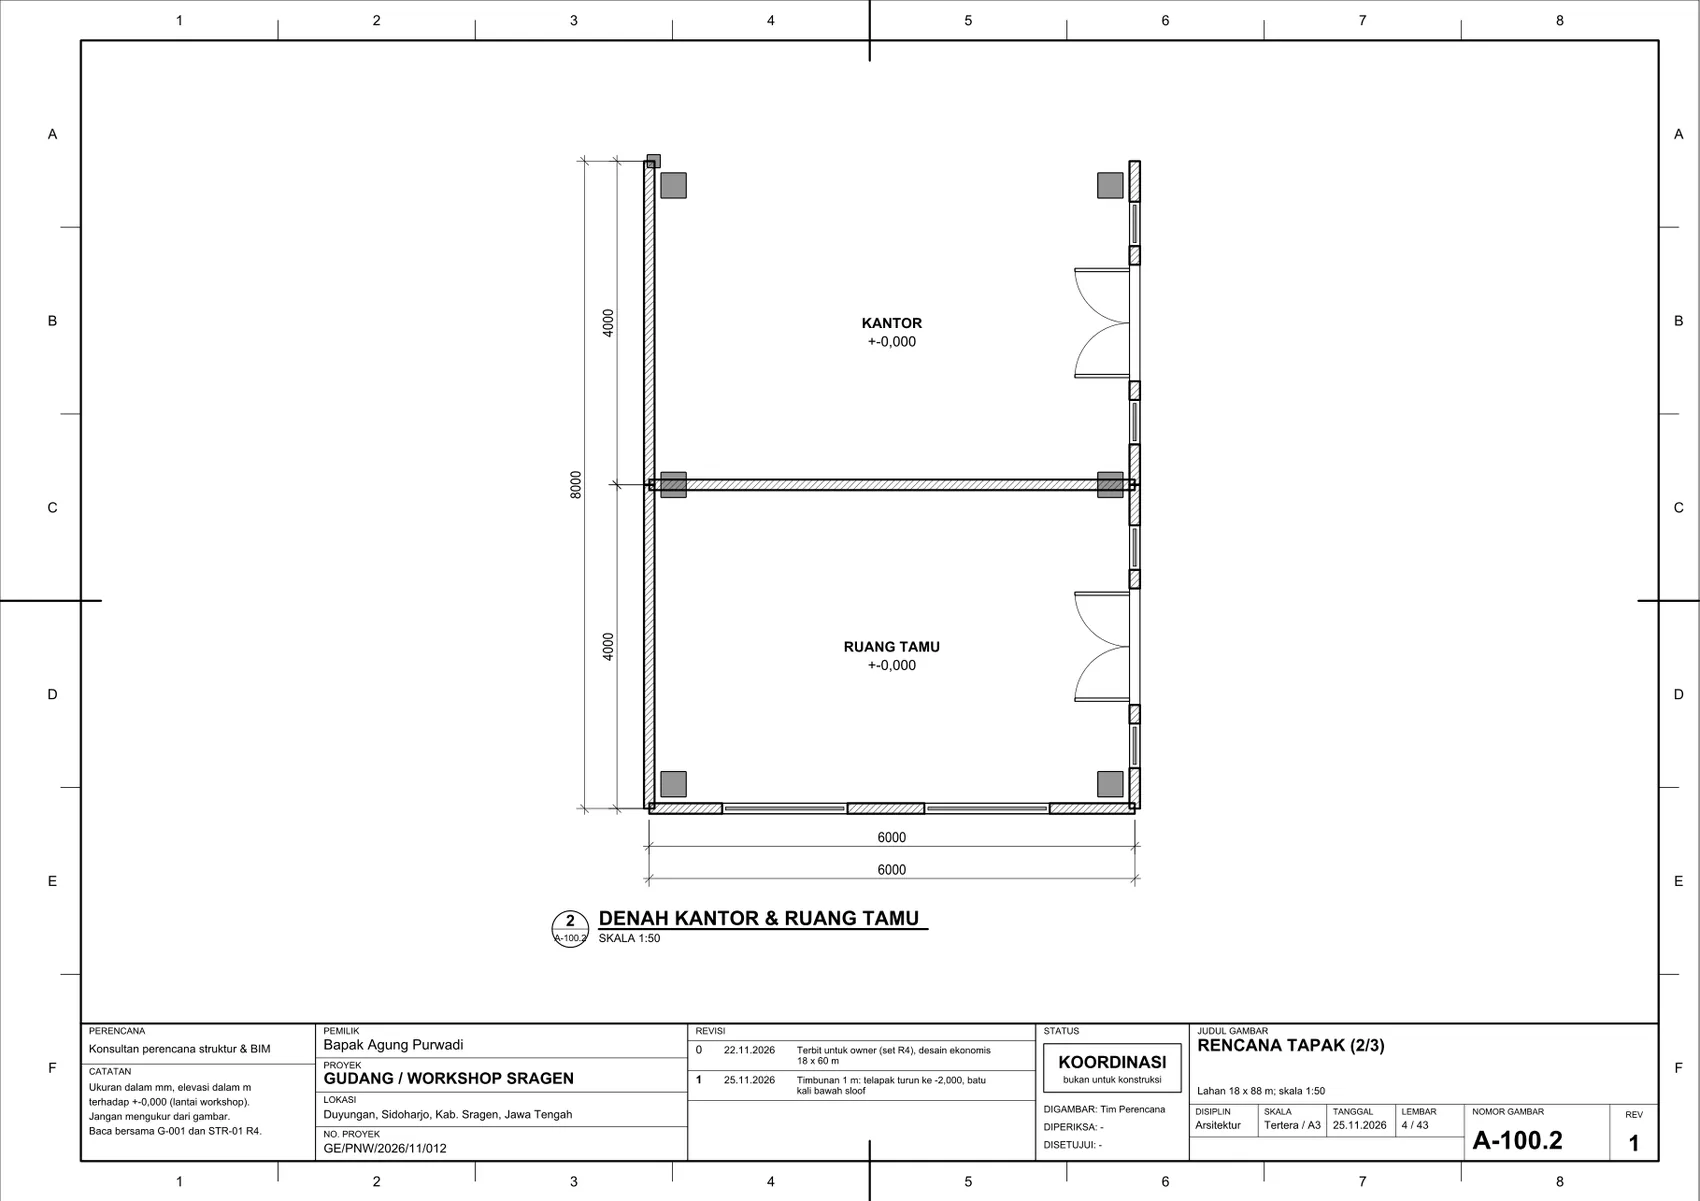 1 2 3 4 5 6 7 8
A A
B B
C C
D D
E E
F F
4000
8000
4000
KANTOR
+-0,000
RUANG TAMU
+-0,000
6000
6000
2
A-100.2
DENAH KANTOR & RUANG TAMU
SKALA 1:50
PERENCANA
Konsultan perencana struktur & BIM
CATATAN
Ukuran dalam mm, elevasi dalam m
terhadap +-0,000 (lantai workshop).
Jangan mengukur dari gambar.
Baca bersama G-001 dan STR-01 R4.
PEMILIK
Bapak Agung Purwadi
PROYEK
GUDANG / WORKSHOP SRAGEN
LOKASI
Duyungan, Sidoharjo, Kab. Sragen, Jawa Tengah
NO. PROYEK
GE/PNW/2026/11/012
REVISI
0 22.11.2026 Terbit untuk owner (set R4), desain ekonomis
18 x 60 m
1 25.11.2026 Timbunan 1 m: telapak turun ke -2,000, batu
kali bawah sloof
STATUS
KOORDINASI
bukan untuk konstruksi
DIGAMBAR: Tim Perencana
DIPERIKSA: -
DISETUJUI: -
JUDUL GAMBAR
RENCANA TAPAK (2/3)
Lahan 18 x 88 m; skala 1:50
DISIPLIN
Arsitektur
SKALA
Tertera / A3
TANGGAL
25.11.2026
LEMBAR
4 / 43
NOMOR GAMBAR
A-100.2
REV
1
1 2 3 4 5 6 7 8